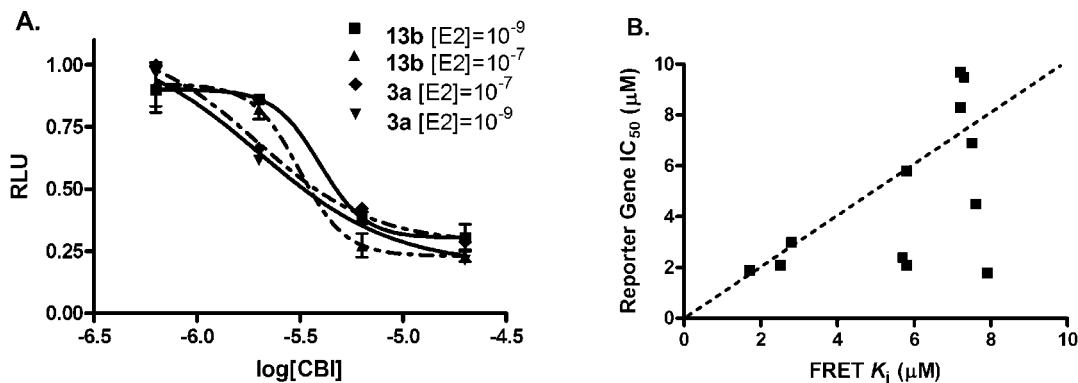 A.
13b [E2]=10⁻⁹
13b [E2]=10⁻⁷
3a [E2]=10⁻⁷
3a [E2]=10⁻⁹
1.00
0.75
0.50
0.25
0.00
RLU
-6.5 -6.0 -5.5 -5.0 -4.5
log[CBI]
B.
10
8
6
4
2
0
Reporter Gene IC₅₀ (μM)
0 2 4 6 8 10
FRET Kᵢ (μM)